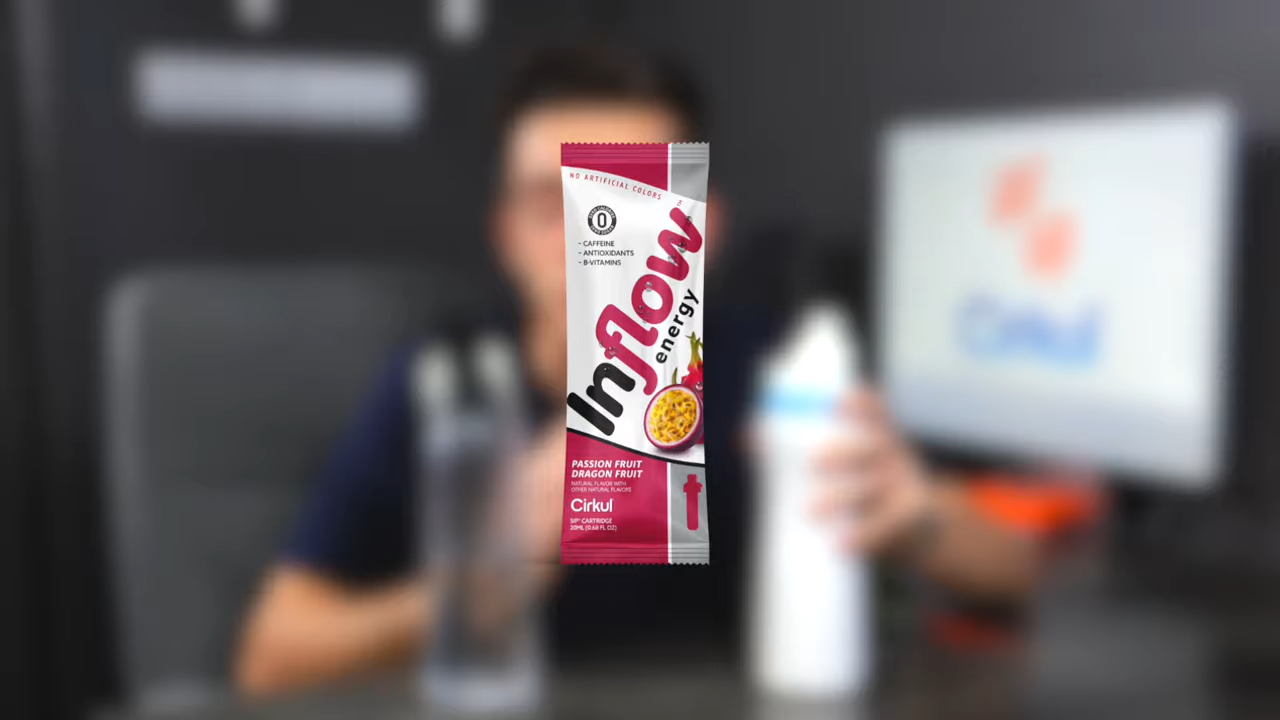 NO ARTIFICIAL COLORS
0
- CAFFEINE
- ANTIOXIDANTS
- B-VITAMINS
Inflow
energy
PASSION FRUIT
DRAGON FRUIT
NATURAL FLAVOR WITH
OTHER NATURAL FLAVORS
Cirkul
SIP® CARTRIDGE
20ML (0.68 FL OZ)
Cirkul